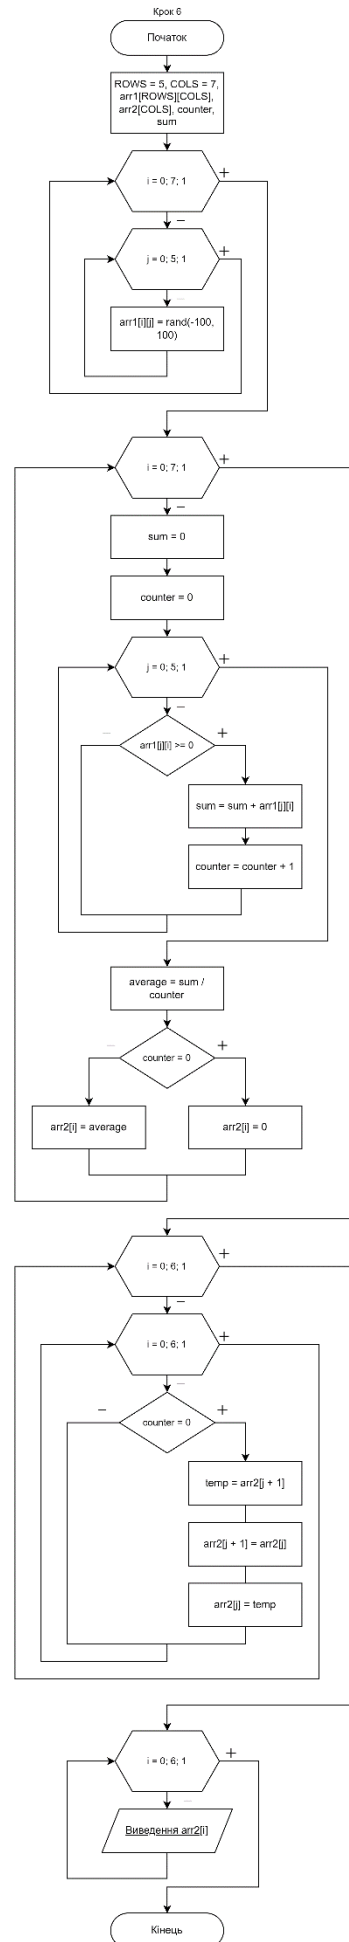 Крок 6
Початок
ROWS = 5, COLS = 7,
arr1[ROWS][COLS],
arr2[COLS], counter,
sum
i = 0; 7; 1
+
−
j = 0; 5; 1
+
−
arr1[i][j] = rand(-100,
100)
i = 0; 7; 1
+
−
sum = 0
counter = 0
j = 0; 5; 1
+
−
arr1[j][i] >= 0
−
+
sum = sum + arr1[j][i]
counter = counter + 1
average = sum /
counter
counter = 0
−
+
arr2[i] = average
arr2[i] = 0
i = 0; 6; 1
+
−
i = 0; 6; 1
+
−
counter = 0
−
+
temp = arr2[j + 1]
arr2[j + 1] = arr2[j]
arr2[j] = temp
i = 0; 6; 1
+
−
Виведення arr2[i]
Кінець